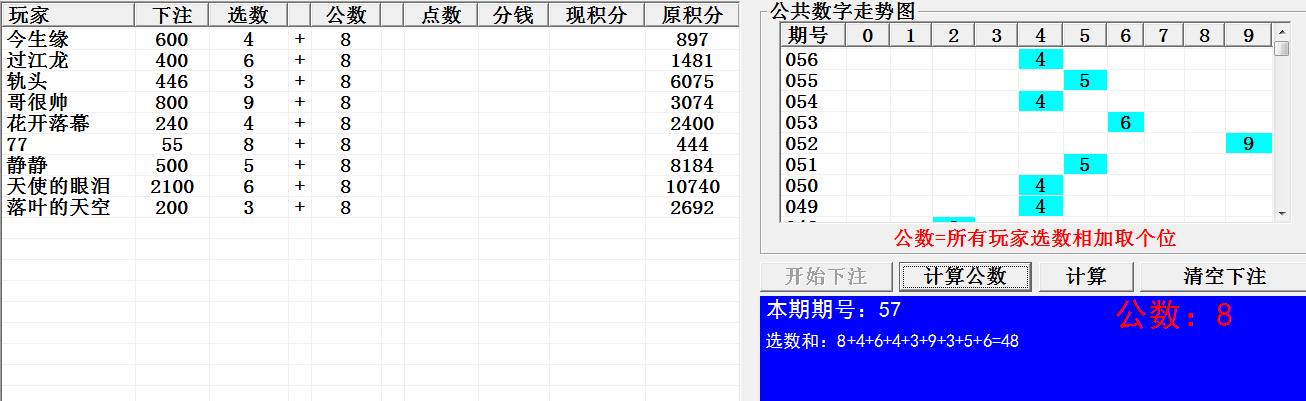 玩家 下注 选数 公数 点数 分钱 现积分 原积分
今生缘 600 4 + 8 897
过江龙 400 6 + 8 1481
轨头 446 3 + 8 6075
哥很帅 800 9 + 8 3074
花开落幕 240 4 + 8 2400
77 55 8 + 8 444
静静 500 5 + 8 8184
天使的眼泪 2100 6 + 8 10740
落叶的天空 200 3 + 8 2692
公共数字走势图
期号 0 1 2 3 4 5 6 7 8 9
056 4
055 5
054 4
053 6
052 9
051 5
050 4
049 4
公数=所有玩家选数相加取个位
开始下注 计算公数 计算 清空下注
本期期号：57
公数：8
选数和：8+4+6+4+3+9+3+5+6=48